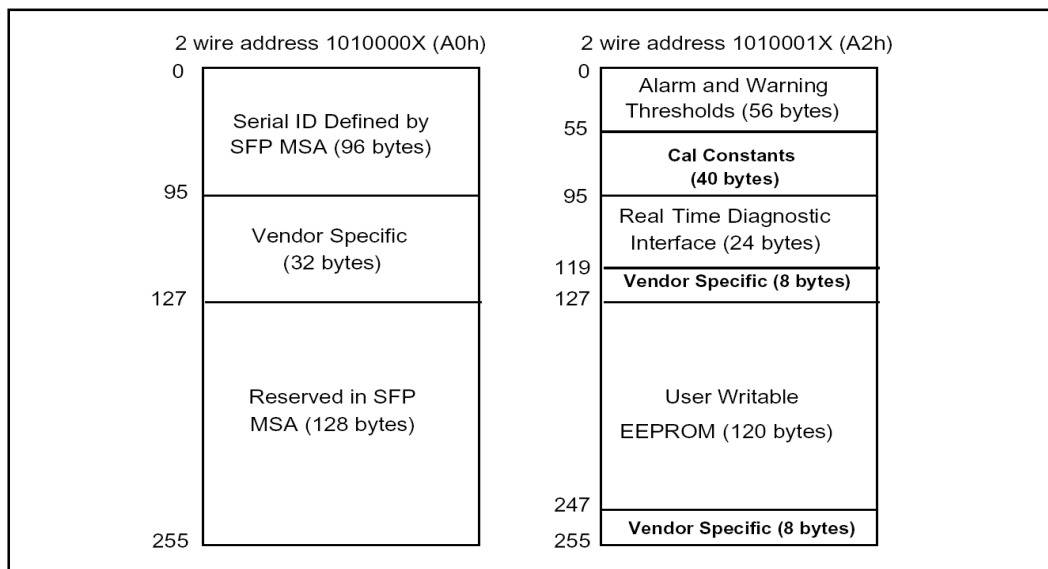 2 wire address 1010000X (A0h)
0
Serial ID Defined by
SFP MSA (96 bytes)
95
Vendor Specific
(32 bytes)
127
Reserved in SFP
MSA (128 bytes)
255
2 wire address 1010001X (A2h)
0
Alarm and Warning
Thresholds (56 bytes)
55
Cal Constants
(40 bytes)
95
Real Time Diagnostic
Interface (24 bytes)
119
Vendor Specific (8 bytes)
127
User Writable
EEPROM (120 bytes)
247
Vendor Specific (8 bytes)
255